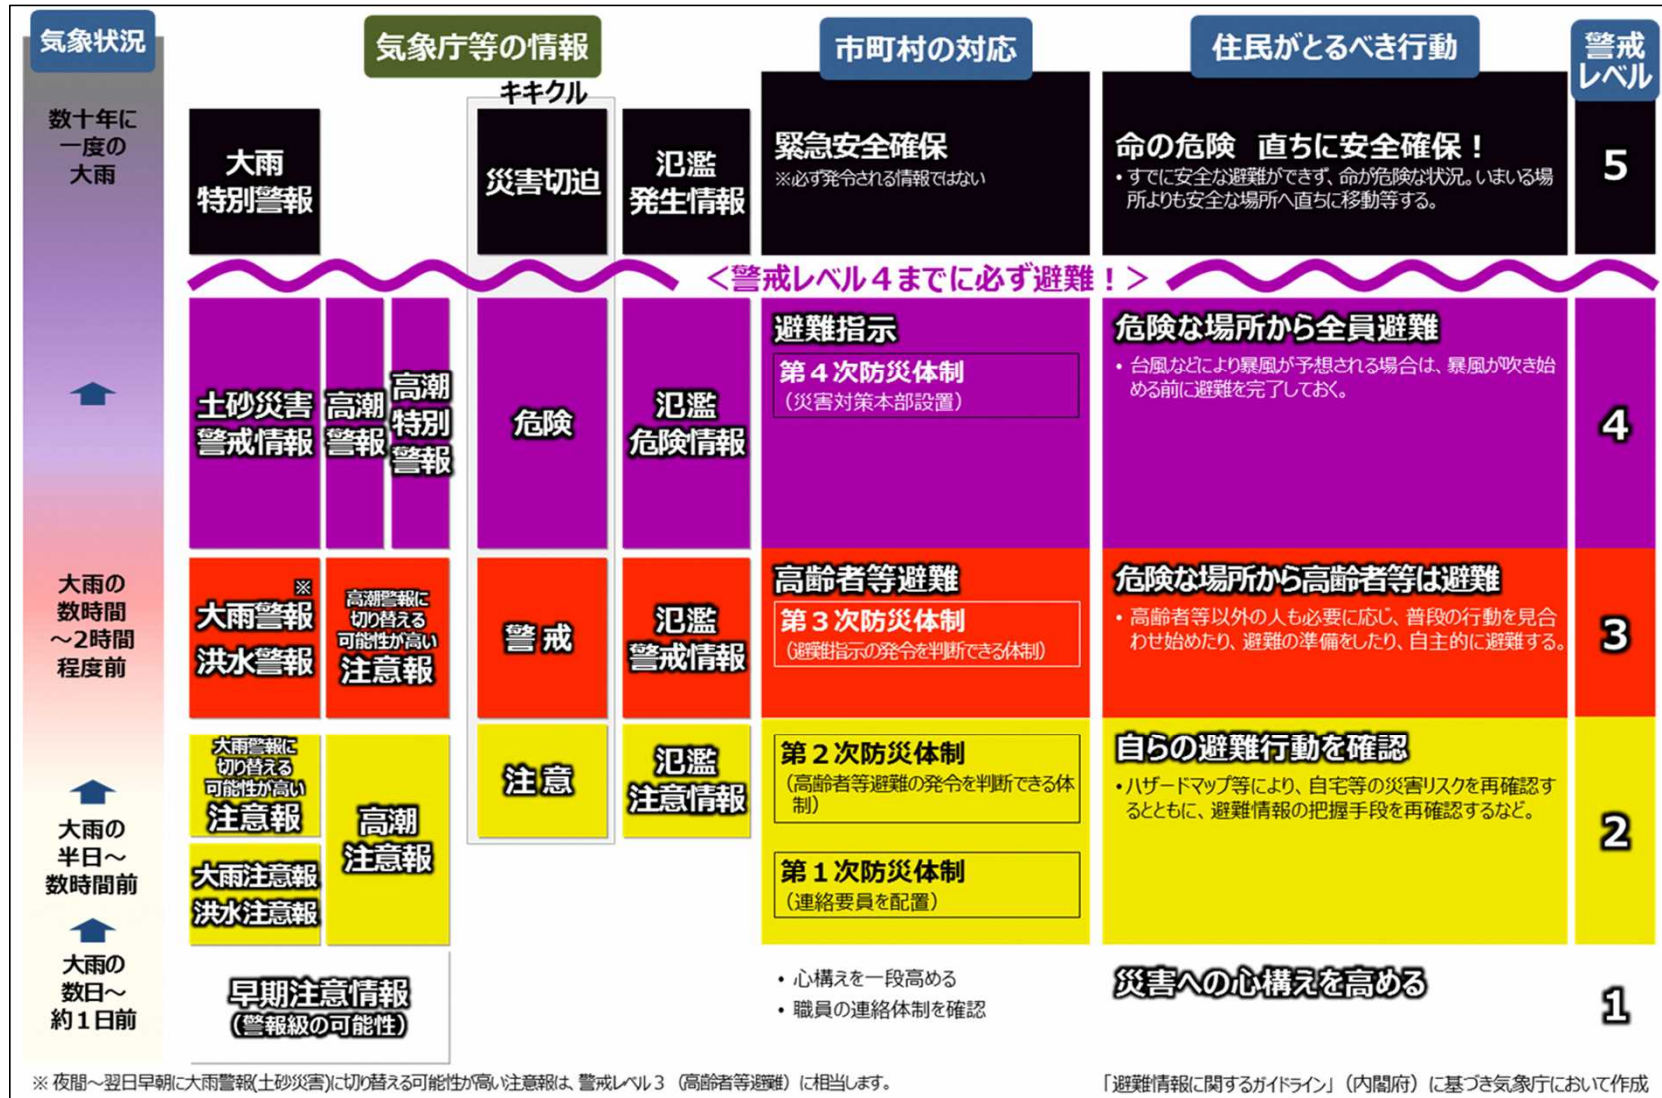 気象状況
気象庁等の情報
市町村の対応
住民がとるべき行動
警戒
レベル
キキクル
数十年に
一度の
大雨
大雨
特別警報
災害切迫
氾濫
発生情報
緊急安全確保
※必ず発令される情報ではない
命の危険 直ちに安全確保！
・すでに安全な避難ができず、命が危険な状況。いまいる場
所よりも安全な場所へ直ちに移動等する。
5
＜警戒レベル４までに必ず避難！＞
土砂災害
警戒情報
高潮
警報
高潮
特別
警報
危険
氾濫
危険情報
避難指示
第４次防災体制
（災害対策本部設置）
危険な場所から全員避難
・台風などにより暴風が予想される場合は、暴風が吹き始
める前に避難を完了しておく。
4
大雨の
数時間
～2時間
程度前
※
大雨警報
洪水警報
高潮警報に
切り替える
可能性が高い
注意報
警戒
氾濫
警戒情報
高齢者等避難
第３次防災体制
（避難指示の発令を判断できる体制）
危険な場所から高齢者等は避難
・高齢者等以外の人も必要に応じ、普段の行動を見合
わせ始めたり、避難の準備をしたり、自主的に避難する。
3
大雨の
半日～
数時間前
大雨警報に
切り替える
可能性が高い
注意報
大雨注意報
洪水注意報
高潮
注意報
注意
氾濫
注意情報
第２次防災体制
（高齢者等避難の発令を判断できる体
制）
第１次防災体制
（連絡要員を配置）
自らの避難行動を確認
・ハザードマップ等により、自宅等の災害リスクを再確認す
るとともに、避難情報の把握手段を再確認するなど。
2
大雨の
数日～
約１日前
早期注意情報
（警報級の可能性）
・心構えを一段高める
・職員の連絡体制を確認
災害への心構えを高める
1
※ 夜間～翌日早朝に大雨警報(土砂災害)に切り替える可能性が高い注意報は、警戒レベル３（高齢者等避難）に相当します。
「避難情報に関するガイドライン」（内閣府）に基づき気象庁において作成